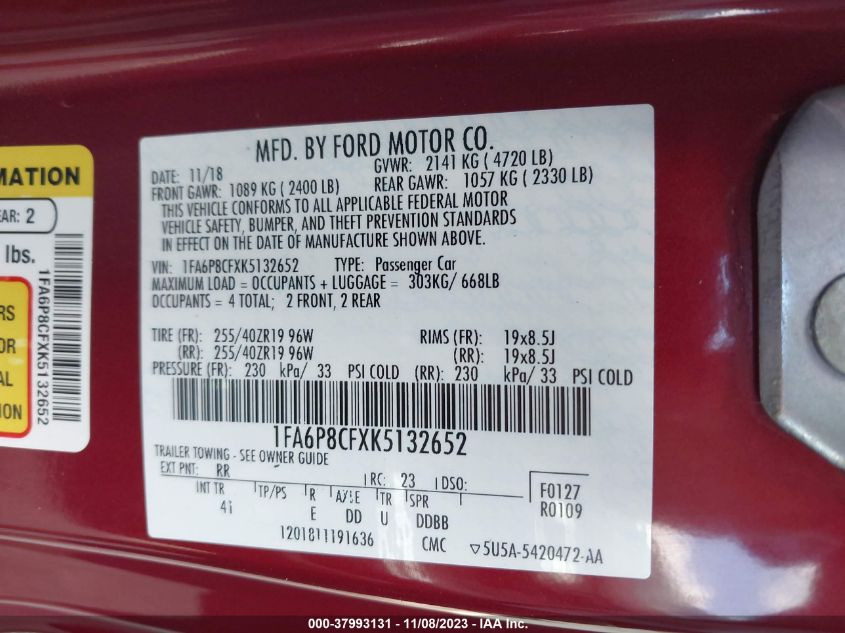 MFD. BY FORD MOTOR CO.
DATE: 11/18 GVWR: 2141 KG ( 4720 LB)
FRONT GAWR: 1089 KG ( 2400 LB) REAR GAWR: 1057 KG ( 2330 LB)
THIS VEHICLE CONFORMS TO ALL APPLICABLE FEDERAL MOTOR
VEHICLE SAFETY, BUMPER, AND THEFT PREVENTION STANDARDS
IN EFFECT ON THE DATE OF MANUFACTURE SHOWN ABOVE.
VIN: 1FA6P8CFXK5132652 TYPE: Passenger Car
MAXIMUM LOAD = OCCUPANTS + LUGGAGE = 303KG/ 668LB
OCCUPANTS = 4 TOTAL; 2 FRONT, 2 REAR
TIRE (FR): 255/40ZR19 96W RIMS (FR): 19x8.5J
(RR): 255/40ZR19 96W (RR): 19x8.5J
PRESSURE (FR): 230 kPa/ 33 PSI COLD (RR): 230 kPa/ 33 PSI COLD
1FA6P8CFXK5132652
TRAILER TOWING - SEE OWNER GUIDE
EXT PNT: RR RC: 23 DSO:
INT TR TP/PS R AXLE TR SPR F0127
4I E DD U DDBB R0109
1201811191636 CMC 5U5A-5420472-AA
MATION
EAR: 2
lbs.
RS
OR
AL
ION
1FA6P8CFXK5132652
000-37993131 - 11/08/2023 - IAA Inc.